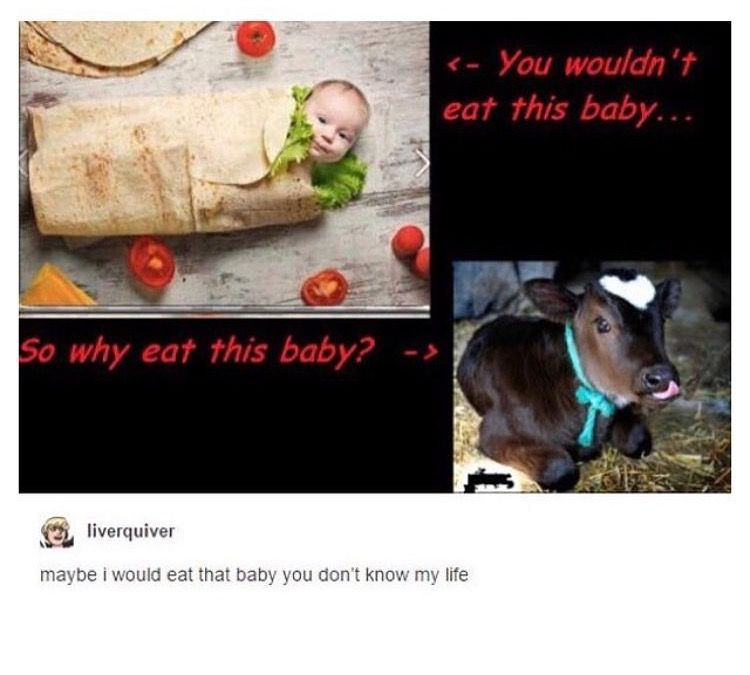 <- You wouldn't
eat this baby...
So why eat this baby? ->
liverquiver
maybe i would eat that baby you don't know my life